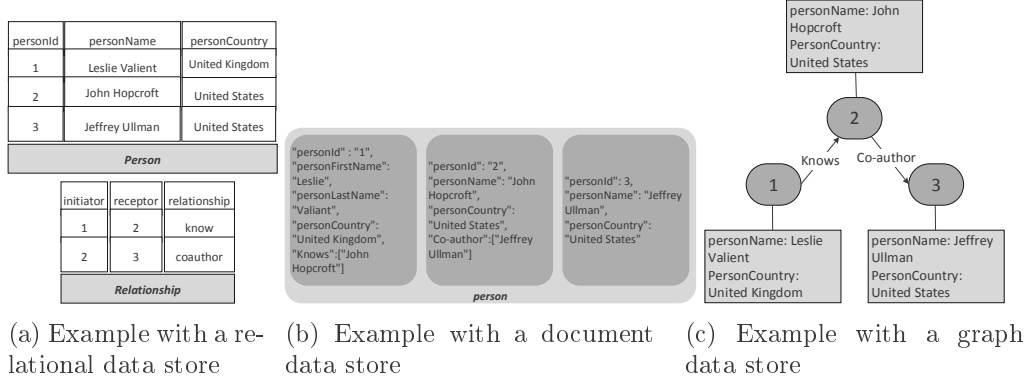 personId personName personCountry
1 Leslie Valient United Kingdom
2 John Hopcroft United States
3 Jeffrey Ullman United States
Person
initiator receptor relationship
1 2 know
2 3 coauthor
Relationship
(a) Example with a re-
lational data store
"personId" : "1",
"personFirstName":
"Leslie",
"personLastName":
"Valiant",
"personCountry":
"United Kingdom",
"Knows":["John
Hopcroft"]
"personId": "2",
"personName": "John
Hopcroft",
"personCountry":
"United States",
"Co-author":["Jeffrey
Ullman"]
"personId": 3,
"personName": "Jeffrey
Ullman",
"personCountry":
"United States"
person
(b) Example with a document
data store
personName: John
Hopcroft
PersonCountry:
United States
2
Knows
Co-author
1
3
personName: Leslie
Valient
PersonCountry:
United Kingdom
personName: Jeffrey
Ullman
PersonCountry:
United States
(c) Example with a graph
data store